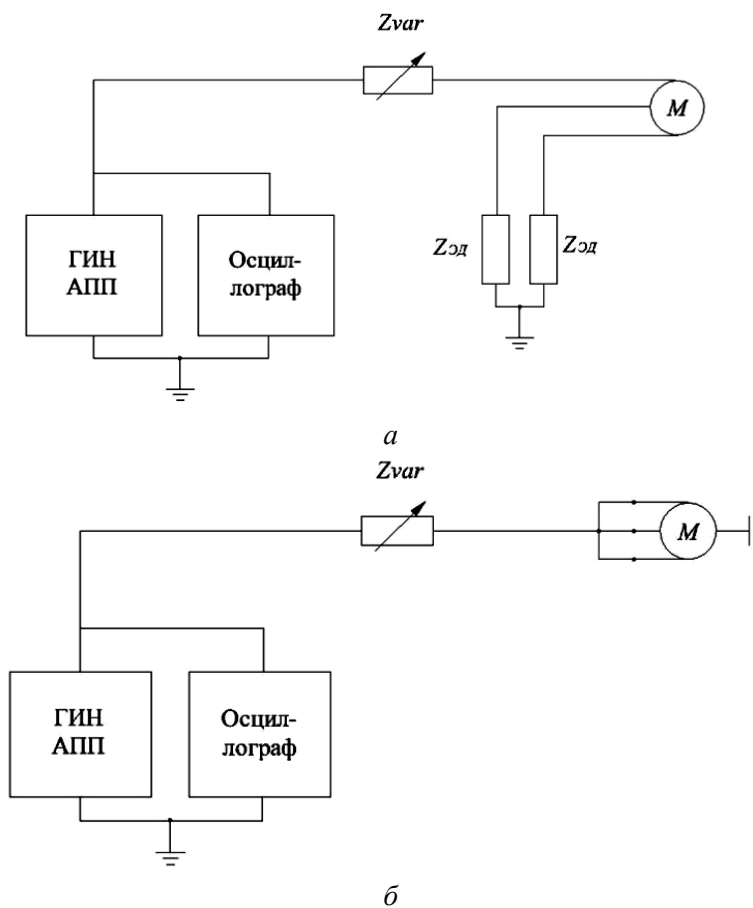 Zvar
M
ГИН
АПП
Осцил-
лограф
Zэд
Zэд
а
Zvar
M
ГИН
АПП
Осцил-
лограф
б